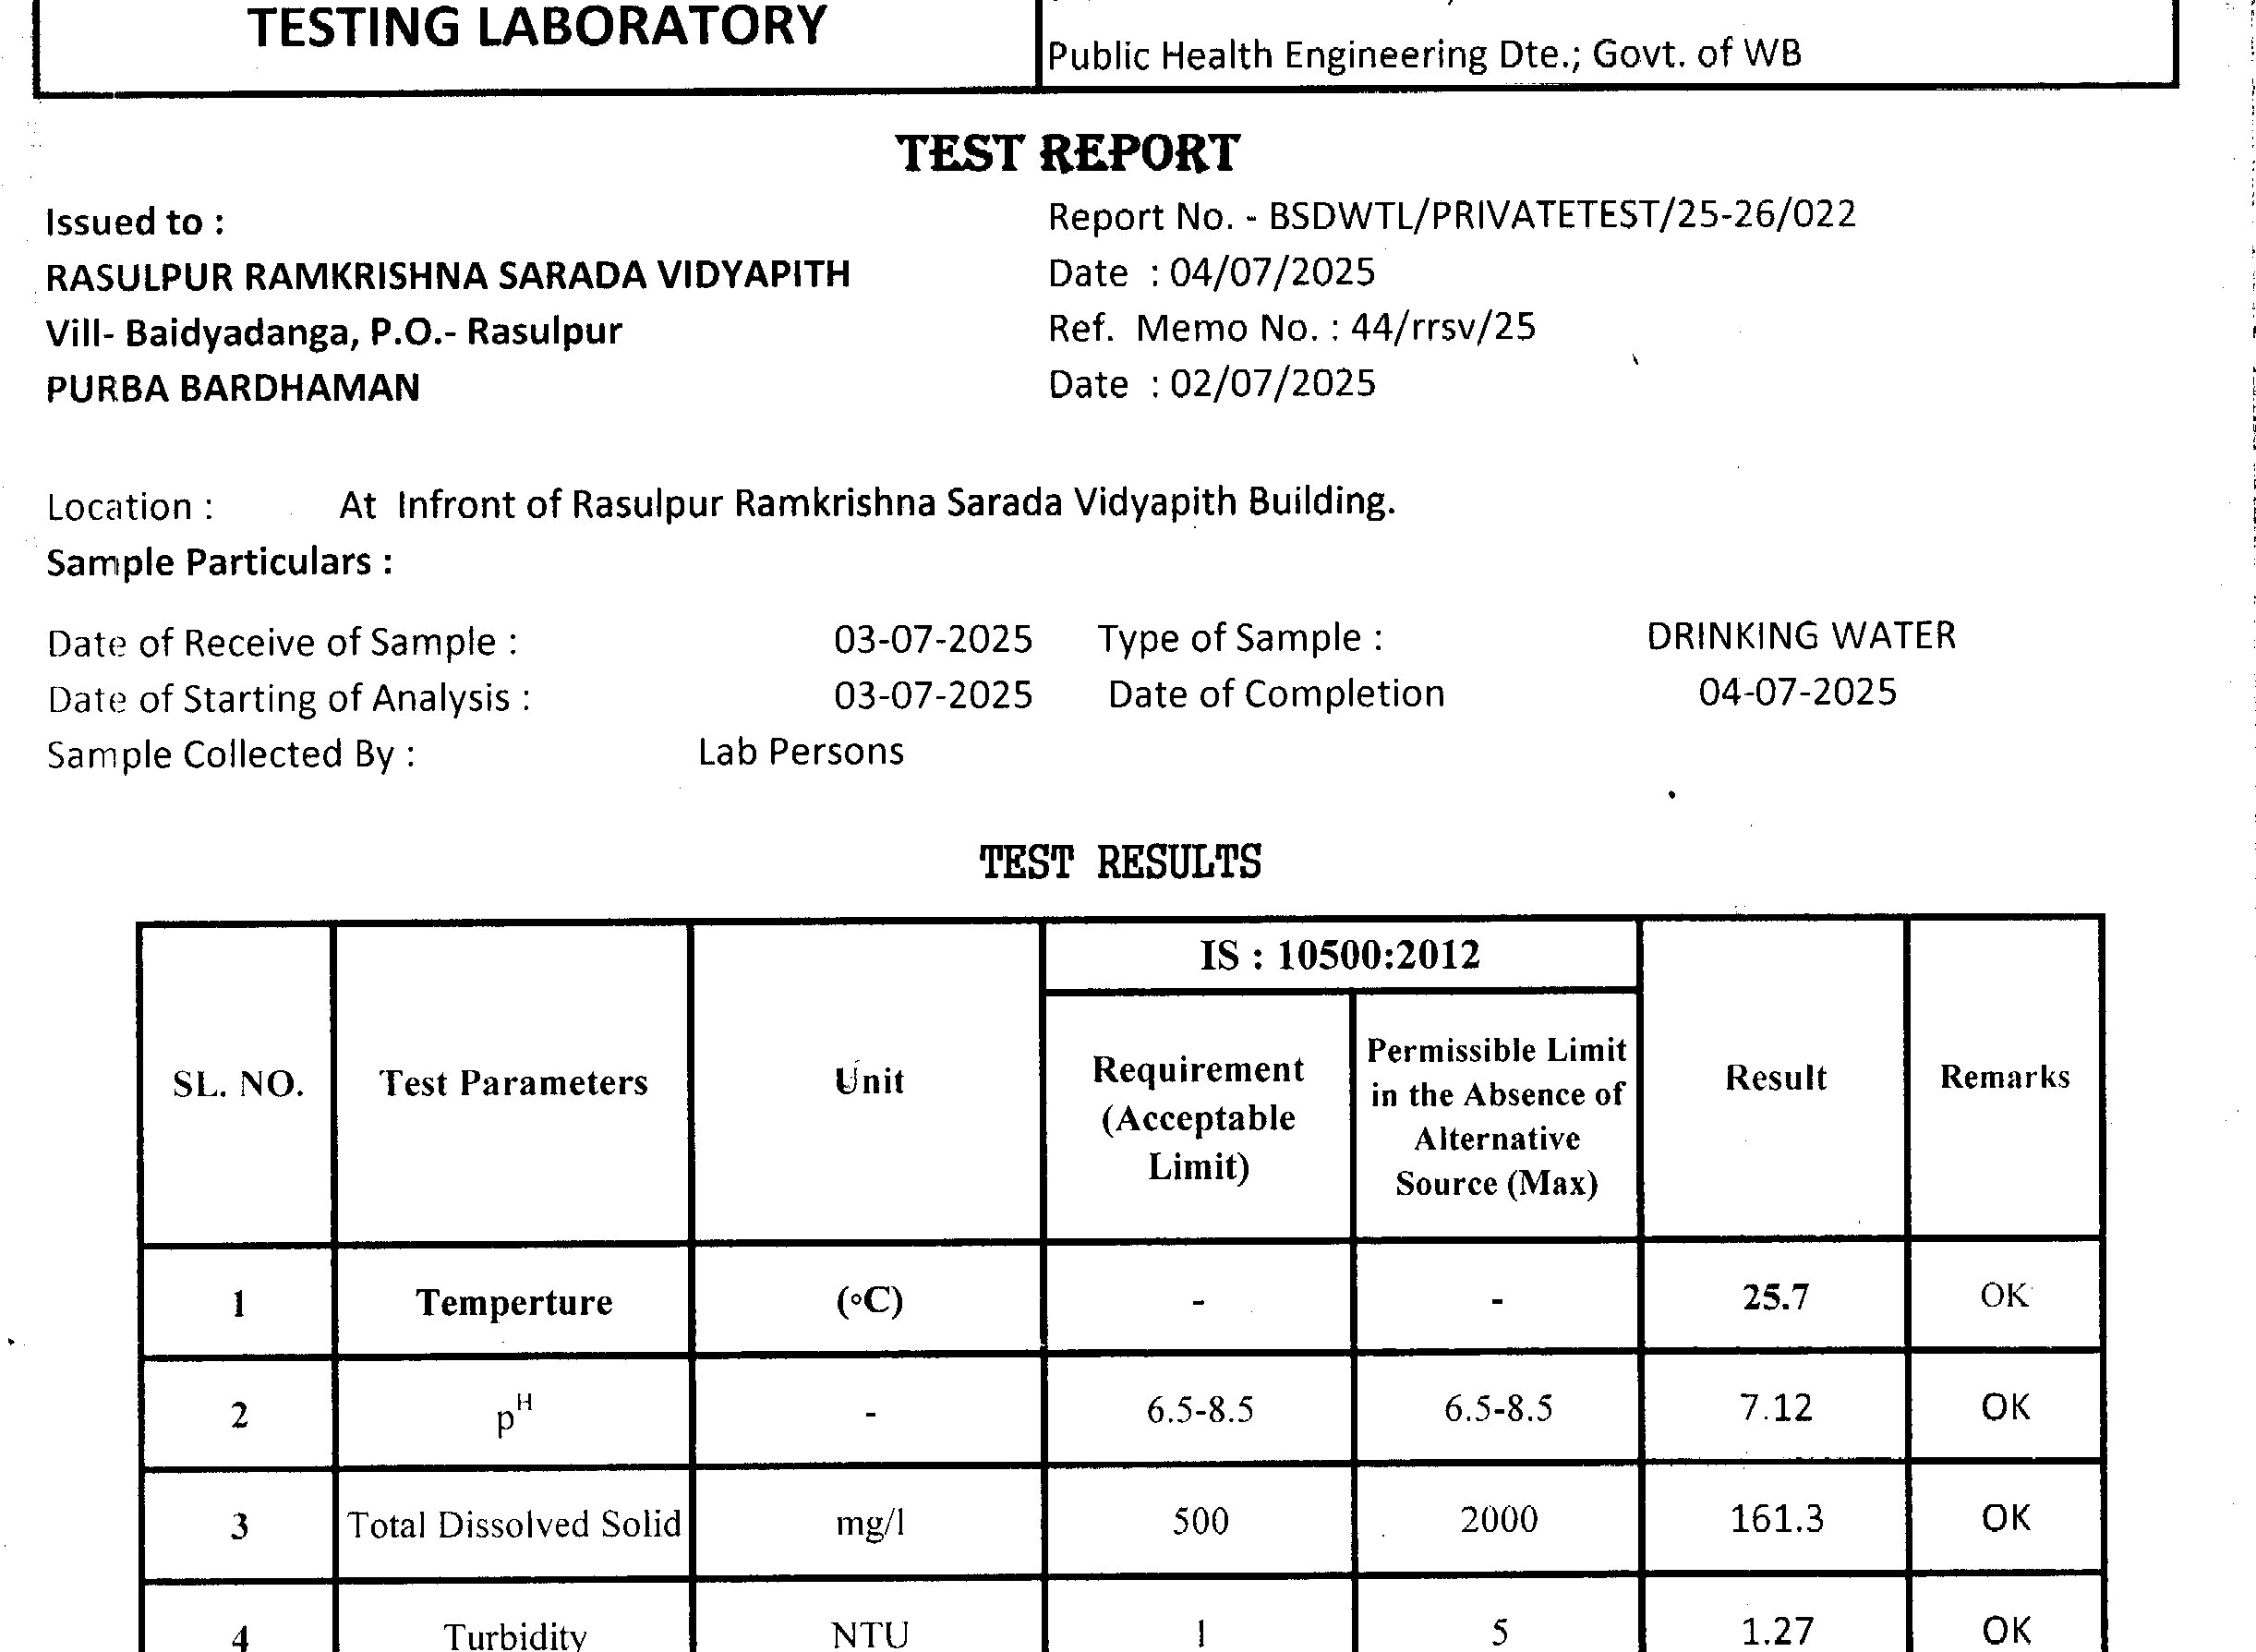 TESTING LABORATORY
Public Health Engineering Dte.; Govt. of WB
TEST REPORT
Issued to :
Report No. - BSDWTL/PRIVATETEST/25-26/022
RASULPUR RAMKRISHNA SARADA VIDYAPITH
Date : 04/07/2025
Vill- Baidyadanga, P.O.- Rasulpur
Ref. Memo No. : 44/rrsv/25
PURBA BARDHAMAN
Date : 02/07/2025
Location : At Infront of Rasulpur Ramkrishna Sarada Vidyapith Building.
Sample Particulars :
Date of Receive of Sample : 03-07-2025 Type of Sample : DRINKING WATER
Date of Starting of Analysis : 03-07-2025 Date of Completion 04-07-2025
Sample Collected By : Lab Persons
TEST RESULTS
SL. NO. Test Parameters Unit IS : 10500:2012 Result Remarks
Requirement (Acceptable Limit)
Permissible Limit in the Absence of Alternative Source (Max)
1 Temperture (°C) - - 25.7 OK
2 pH - 6.5-8.5 6.5-8.5 7.12 OK
3 Total Dissolved Solid mg/l 500 2000 161.3 OK
4 Turbidity NTU 1 5 1.27 OK